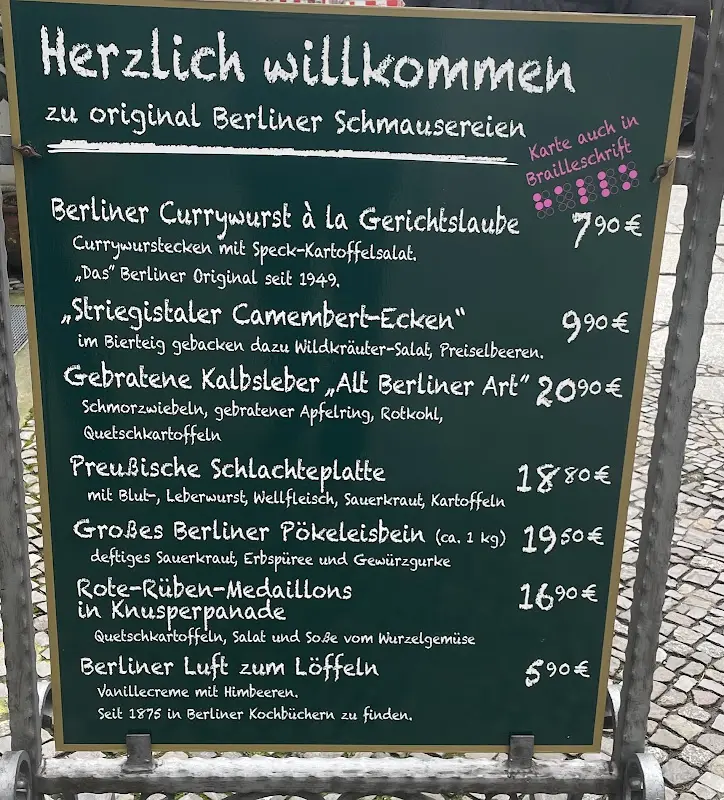 Herzlich willkommen
zu original Berliner Schmausereien
Karte auch in
Brailleschrift
Berliner Currywurst à la Gerichtslaube 7 90 €
Currywurstecken mit Speck-Kartoffelsalat.
„Das“ Berliner Original seit 1949.
„Striegistaler Camembert-Ecken“ 9 90 €
im Bierteig gebacken dazu Wildkräuter-Salat, Preiselbeeren.
Gebratene Kalbsleber „Alt Berliner Art“ 20 90 €
Schmorzwiebeln, gebratener Apfelring, Rotkohl,
Quetschkartoffeln
Preußische Schlachteplatte 18 80 €
mit Blut-, Leberwurst, Wellfleisch, Sauerkraut, Kartoffeln
Großes Berliner Pökeleisbein (ca. 1 kg) 19 50 €
deftiges Sauerkraut, Erbspüree und Gewürzgurke
Rote-Rüben-Medaillons 16 90 €
in Knusperpanade
Quetschkartoffeln, Salat und Soße vom Wurzelgemüse
Berliner Luft zum Löffeln 5 90 €
Vanillecreme mit Himbeeren.
Seit 1875 in Berliner Kochbüchern zu finden.